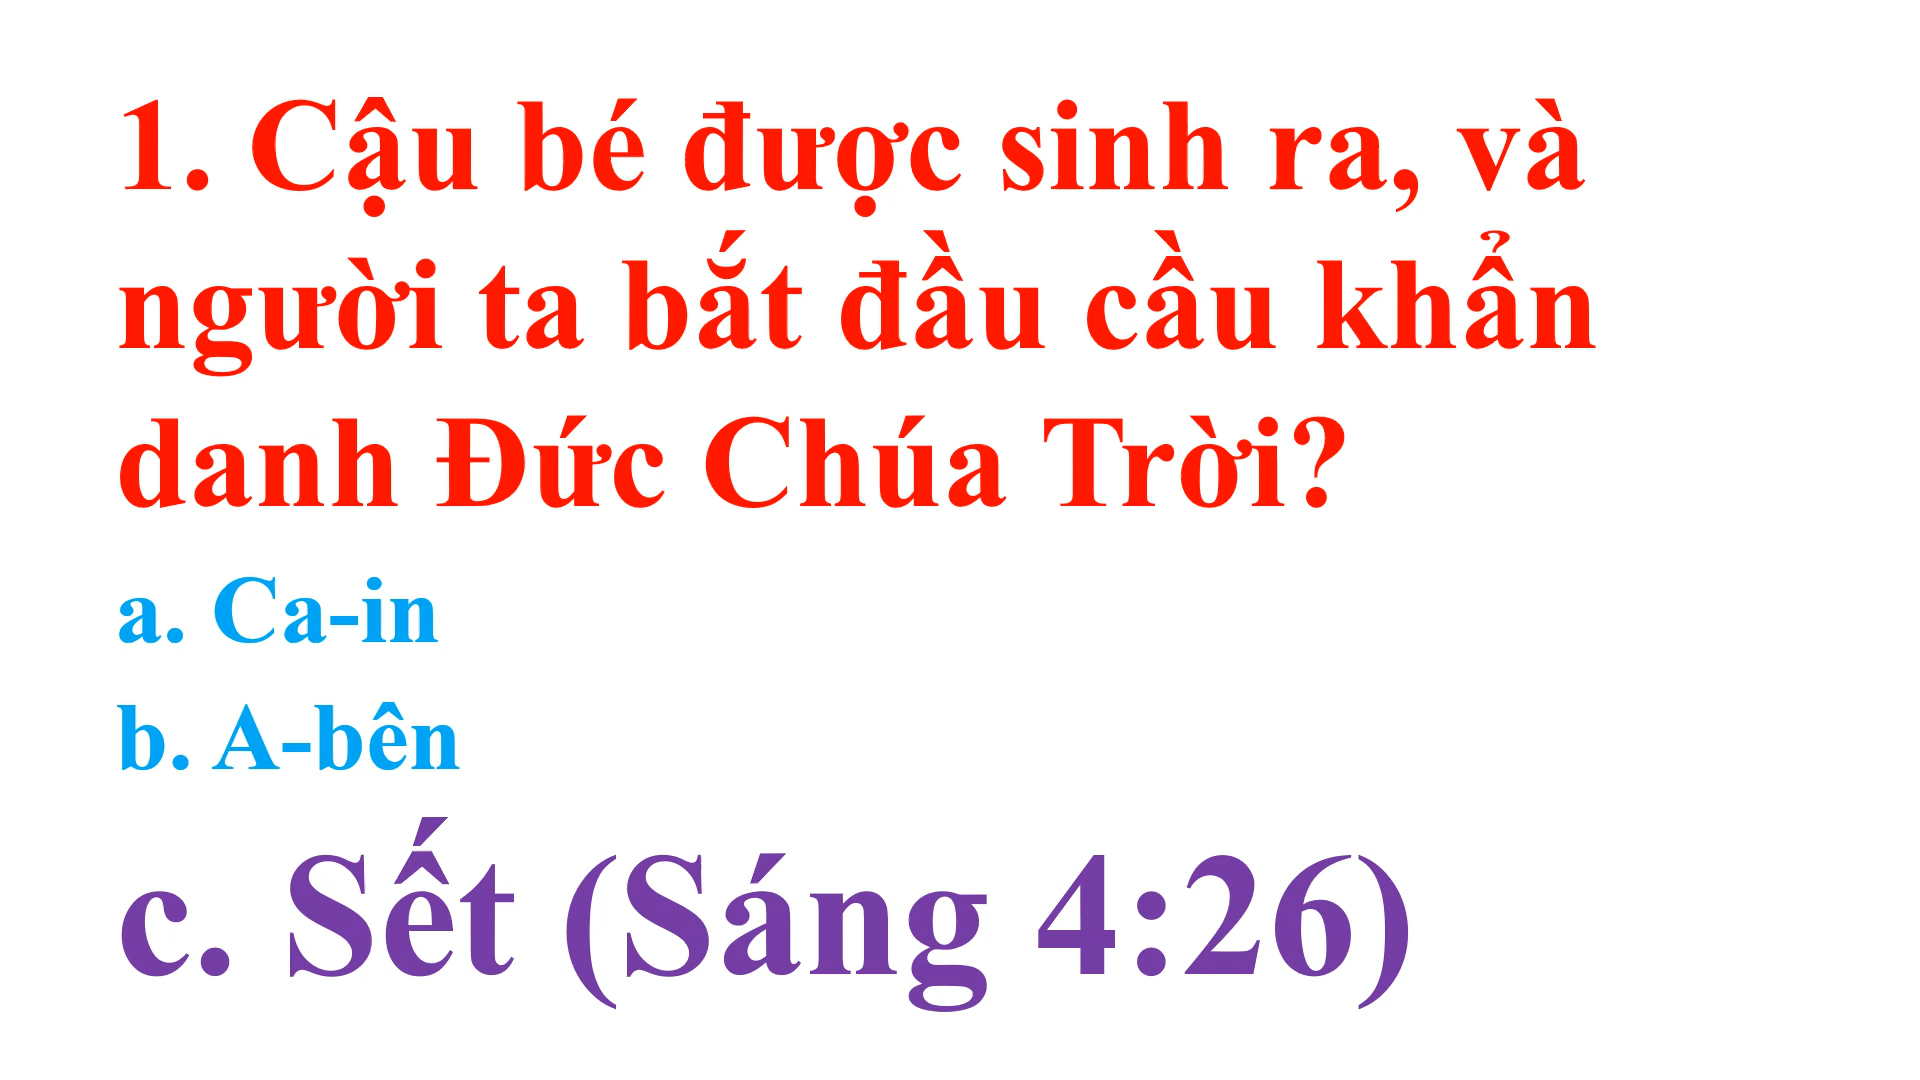 1. Cậu bé được sinh ra, và
người ta bắt đầu cầu khẩn
danh Đức Chúa Trời?
a. Ca-in
b. A-bên
c. Sết (Sáng 4:26)